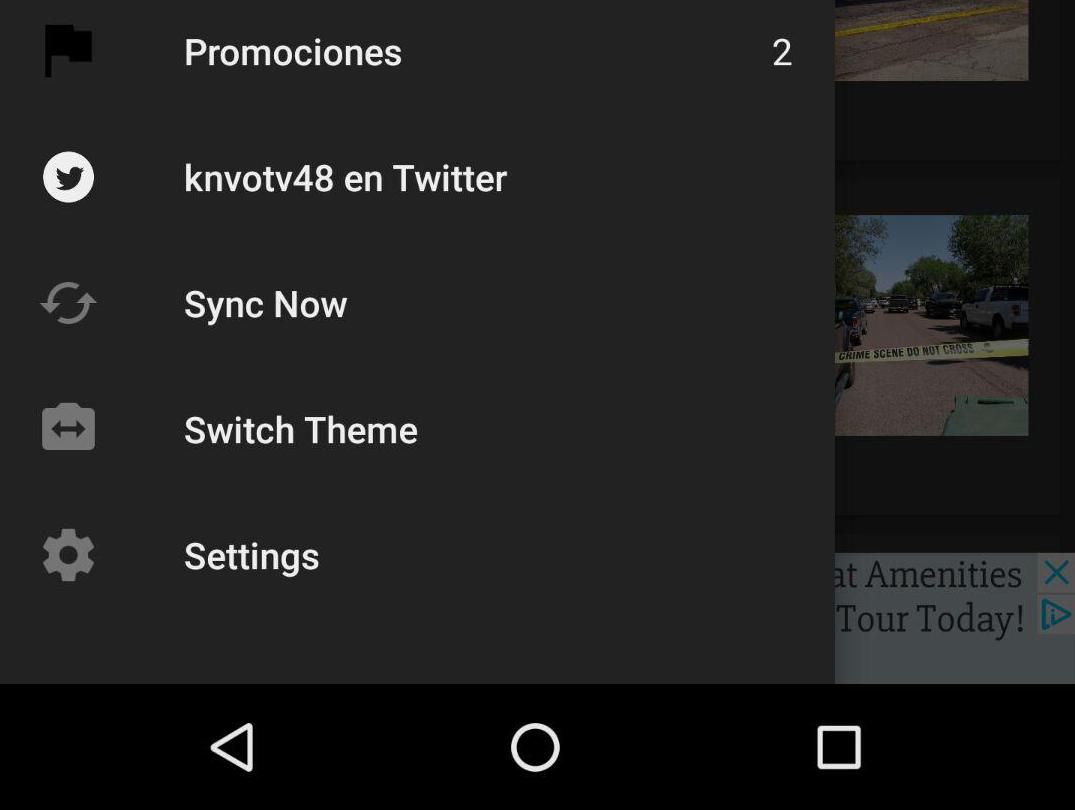 Promociones 2
knvotv48 en Twitter
Sync Now
Switch Theme
Settings
CRIME SCENE DO NOT CROSS
at Amenities
Tour Today!